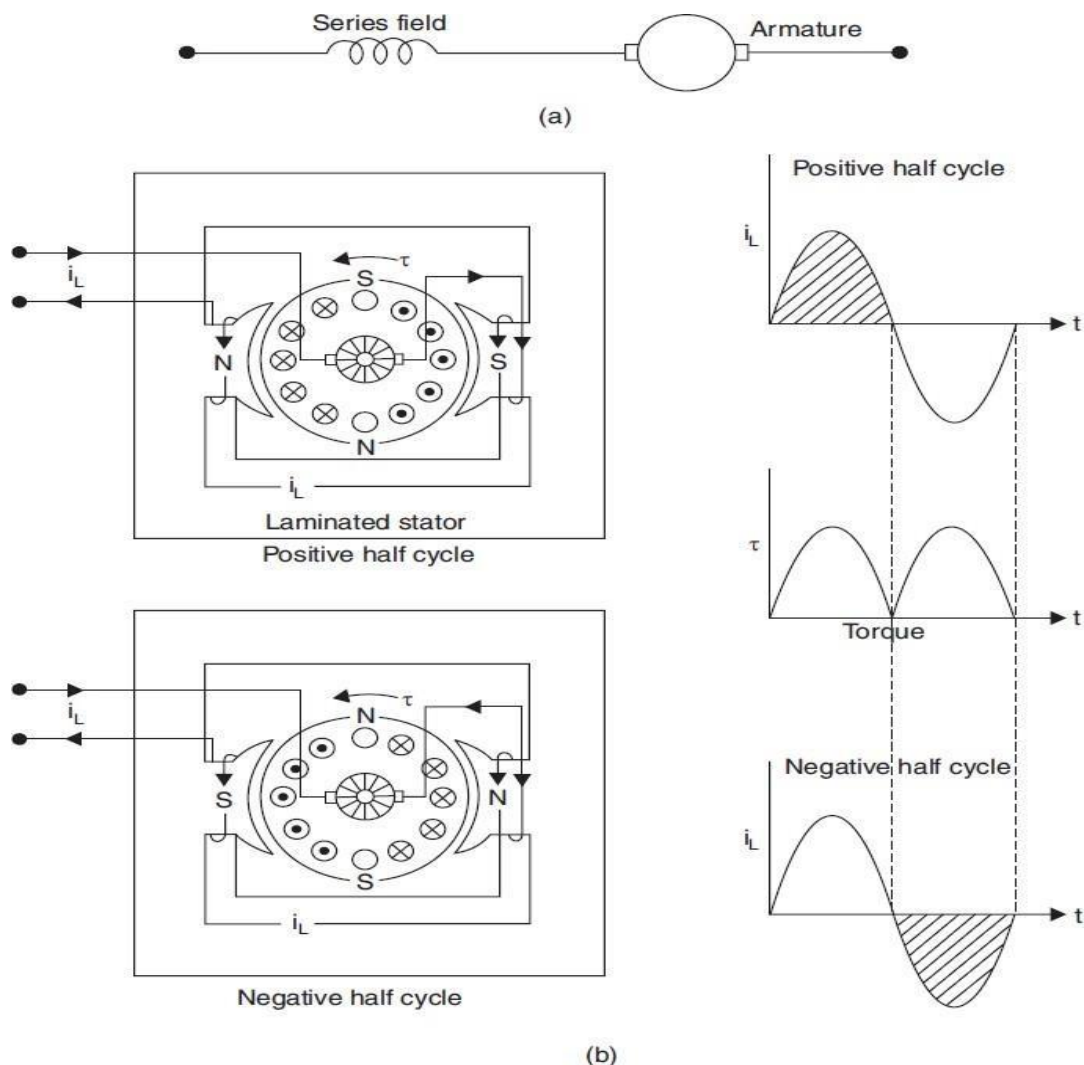 Series field
Armature
(a)
Positive half cycle
i_L
t
i_L
τ
S
N
S
N
i_L
Laminated stator
Positive half cycle
τ
t
Torque
i_L
τ
N
S
N
S
i_L
Negative half cycle
Negative half cycle
i_L
t
(b)